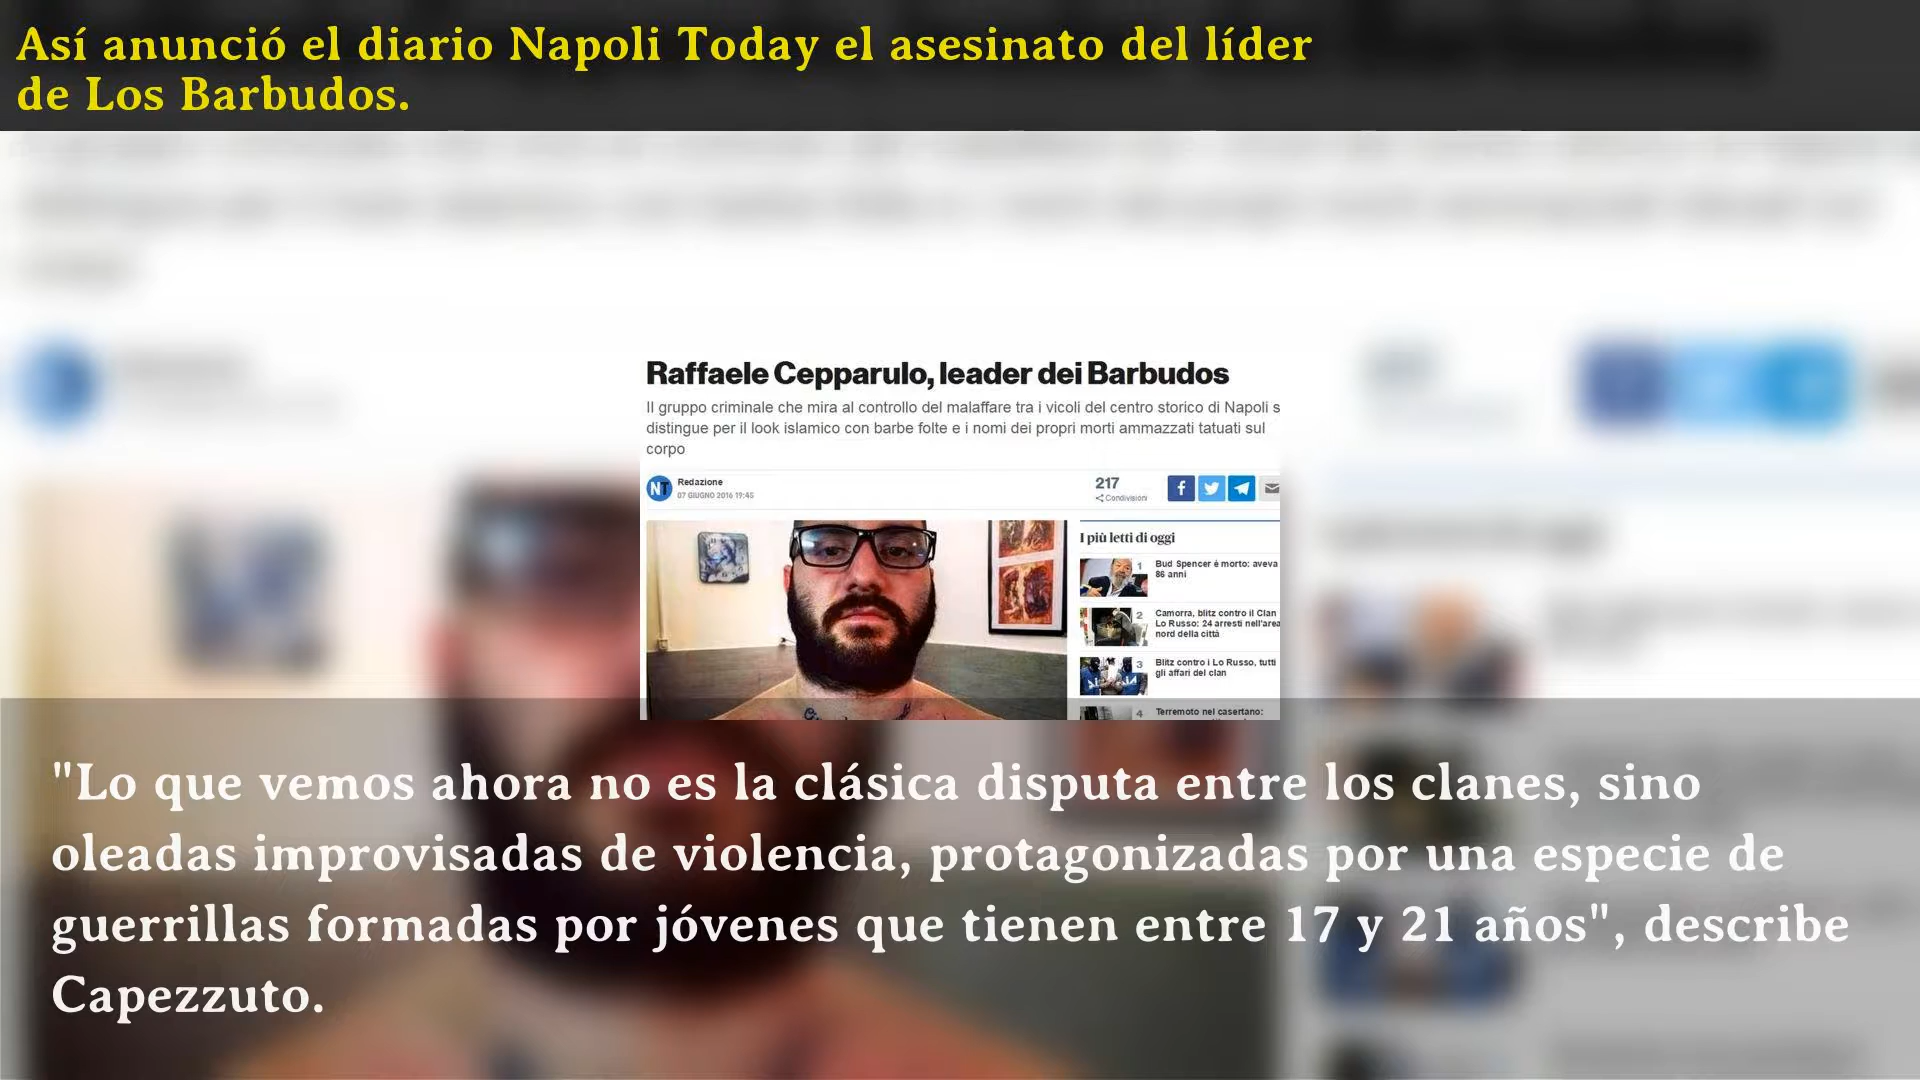 Así anunció el diario Napoli Today el asesinato del líder
de Los Barbudos.
Raffaele Cepparulo, leader dei Barbudos
Il gruppo criminale che mira al controllo del malaffare tra i vicoli del centro storico di Napoli s
distingue per il look islamico con barbe folte e i nomi dei propri morti ammazzati tatuati sul
corpo
NT
Redazione
07 GIUGNO 2016 19:45
217
Condivisioni
I più letti di oggi
1
Bud Spencer è morto: aveva
86 anni
2
Camorra, blitz contro il Clan
Lo Russo: 24 arresti nell'area
nord della città
3
Blitz contro i Lo Russo, tutti
gli affari del clan
4
Terremoto nel casertano:
"Lo que vemos ahora no es la clásica disputa entre los clanes, sino
oleadas improvisadas de violencia, protagonizadas por una especie de
guerrillas formadas por jóvenes que tienen entre 17 y 21 años", describe
Capezzuto.